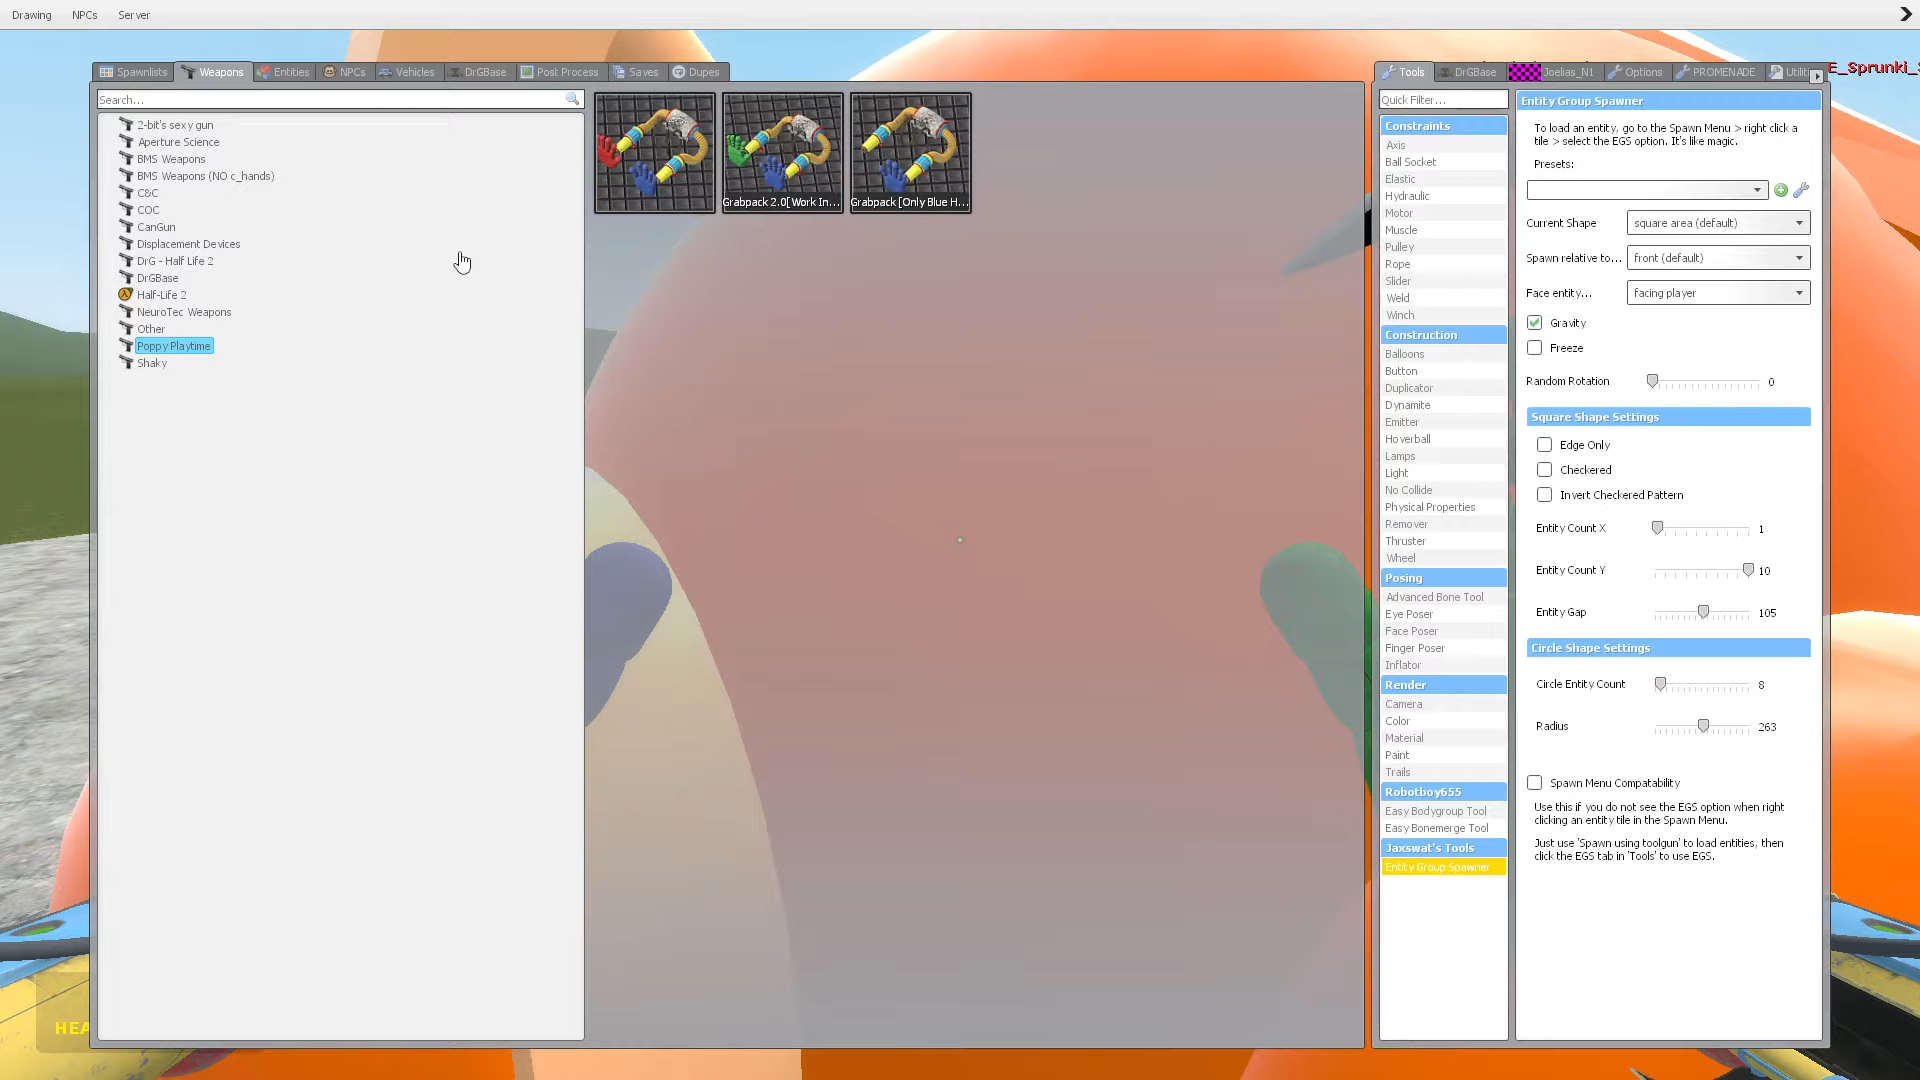 Drawing NPCs Server
Spawnlists Weapons Entities NPCs Vehicles DrGBase Post Process Saves Dupes
Search...
2-bit's sexy gun
Aperture Science
BMS Weapons
BMS Weapons (NO c_hands)
C&C
COC
CanGun
Displacement Devices
DrG - Half Life 2
DrGBase
Half-Life 2
NeuroTec Weapons
Other
Poppy Playtime
Shaky
Grabpack 2.0[Work In...
Grabpack [Only Blue H...
HEA
Tools DrGBase Joelias_N1 Options PROMENADE Utiliti
E_Sprunki_S
Quick Filter...
Constraints
Axis
Ball Socket
Elastic
Hydraulic
Motor
Muscle
Pulley
Rope
Slider
Weld
Winch
Construction
Balloons
Button
Duplicator
Dynamite
Emitter
Hoverball
Lamps
Light
No Collide
Physical Properties
Remover
Thruster
Wheel
Posing
Advanced Bone Tool
Eye Poser
Face Poser
Finger Poser
Inflator
Render
Camera
Color
Material
Paint
Trails
Robotboy655
Easy Bodygroup Tool
Easy Bonemerge Tool
Jaxswat's Tools
Entity Group Spawner
Entity Group Spawner
To load an entity, go to the Spawn Menu > right click a
tile > select the EGS option. It's like magic.
Presets:
Current Shape square area (default)
Spawn relative to... front (default)
Face entity... facing player
Gravity
Freeze
Random Rotation 0
Square Shape Settings
Edge Only
Checkered
Invert Checkered Pattern
Entity Count X 1
Entity Count Y 10
Entity Gap 105
Circle Shape Settings
Circle Entity Count 8
Radius 263
Spawn Menu Compatability
Use this if you do not see the EGS option when right
clicking an entity tile in the Spawn Menu.
Just use 'Spawn using toolgun' to load entities, then
click the EGS tab in 'Tools' to use EGS.